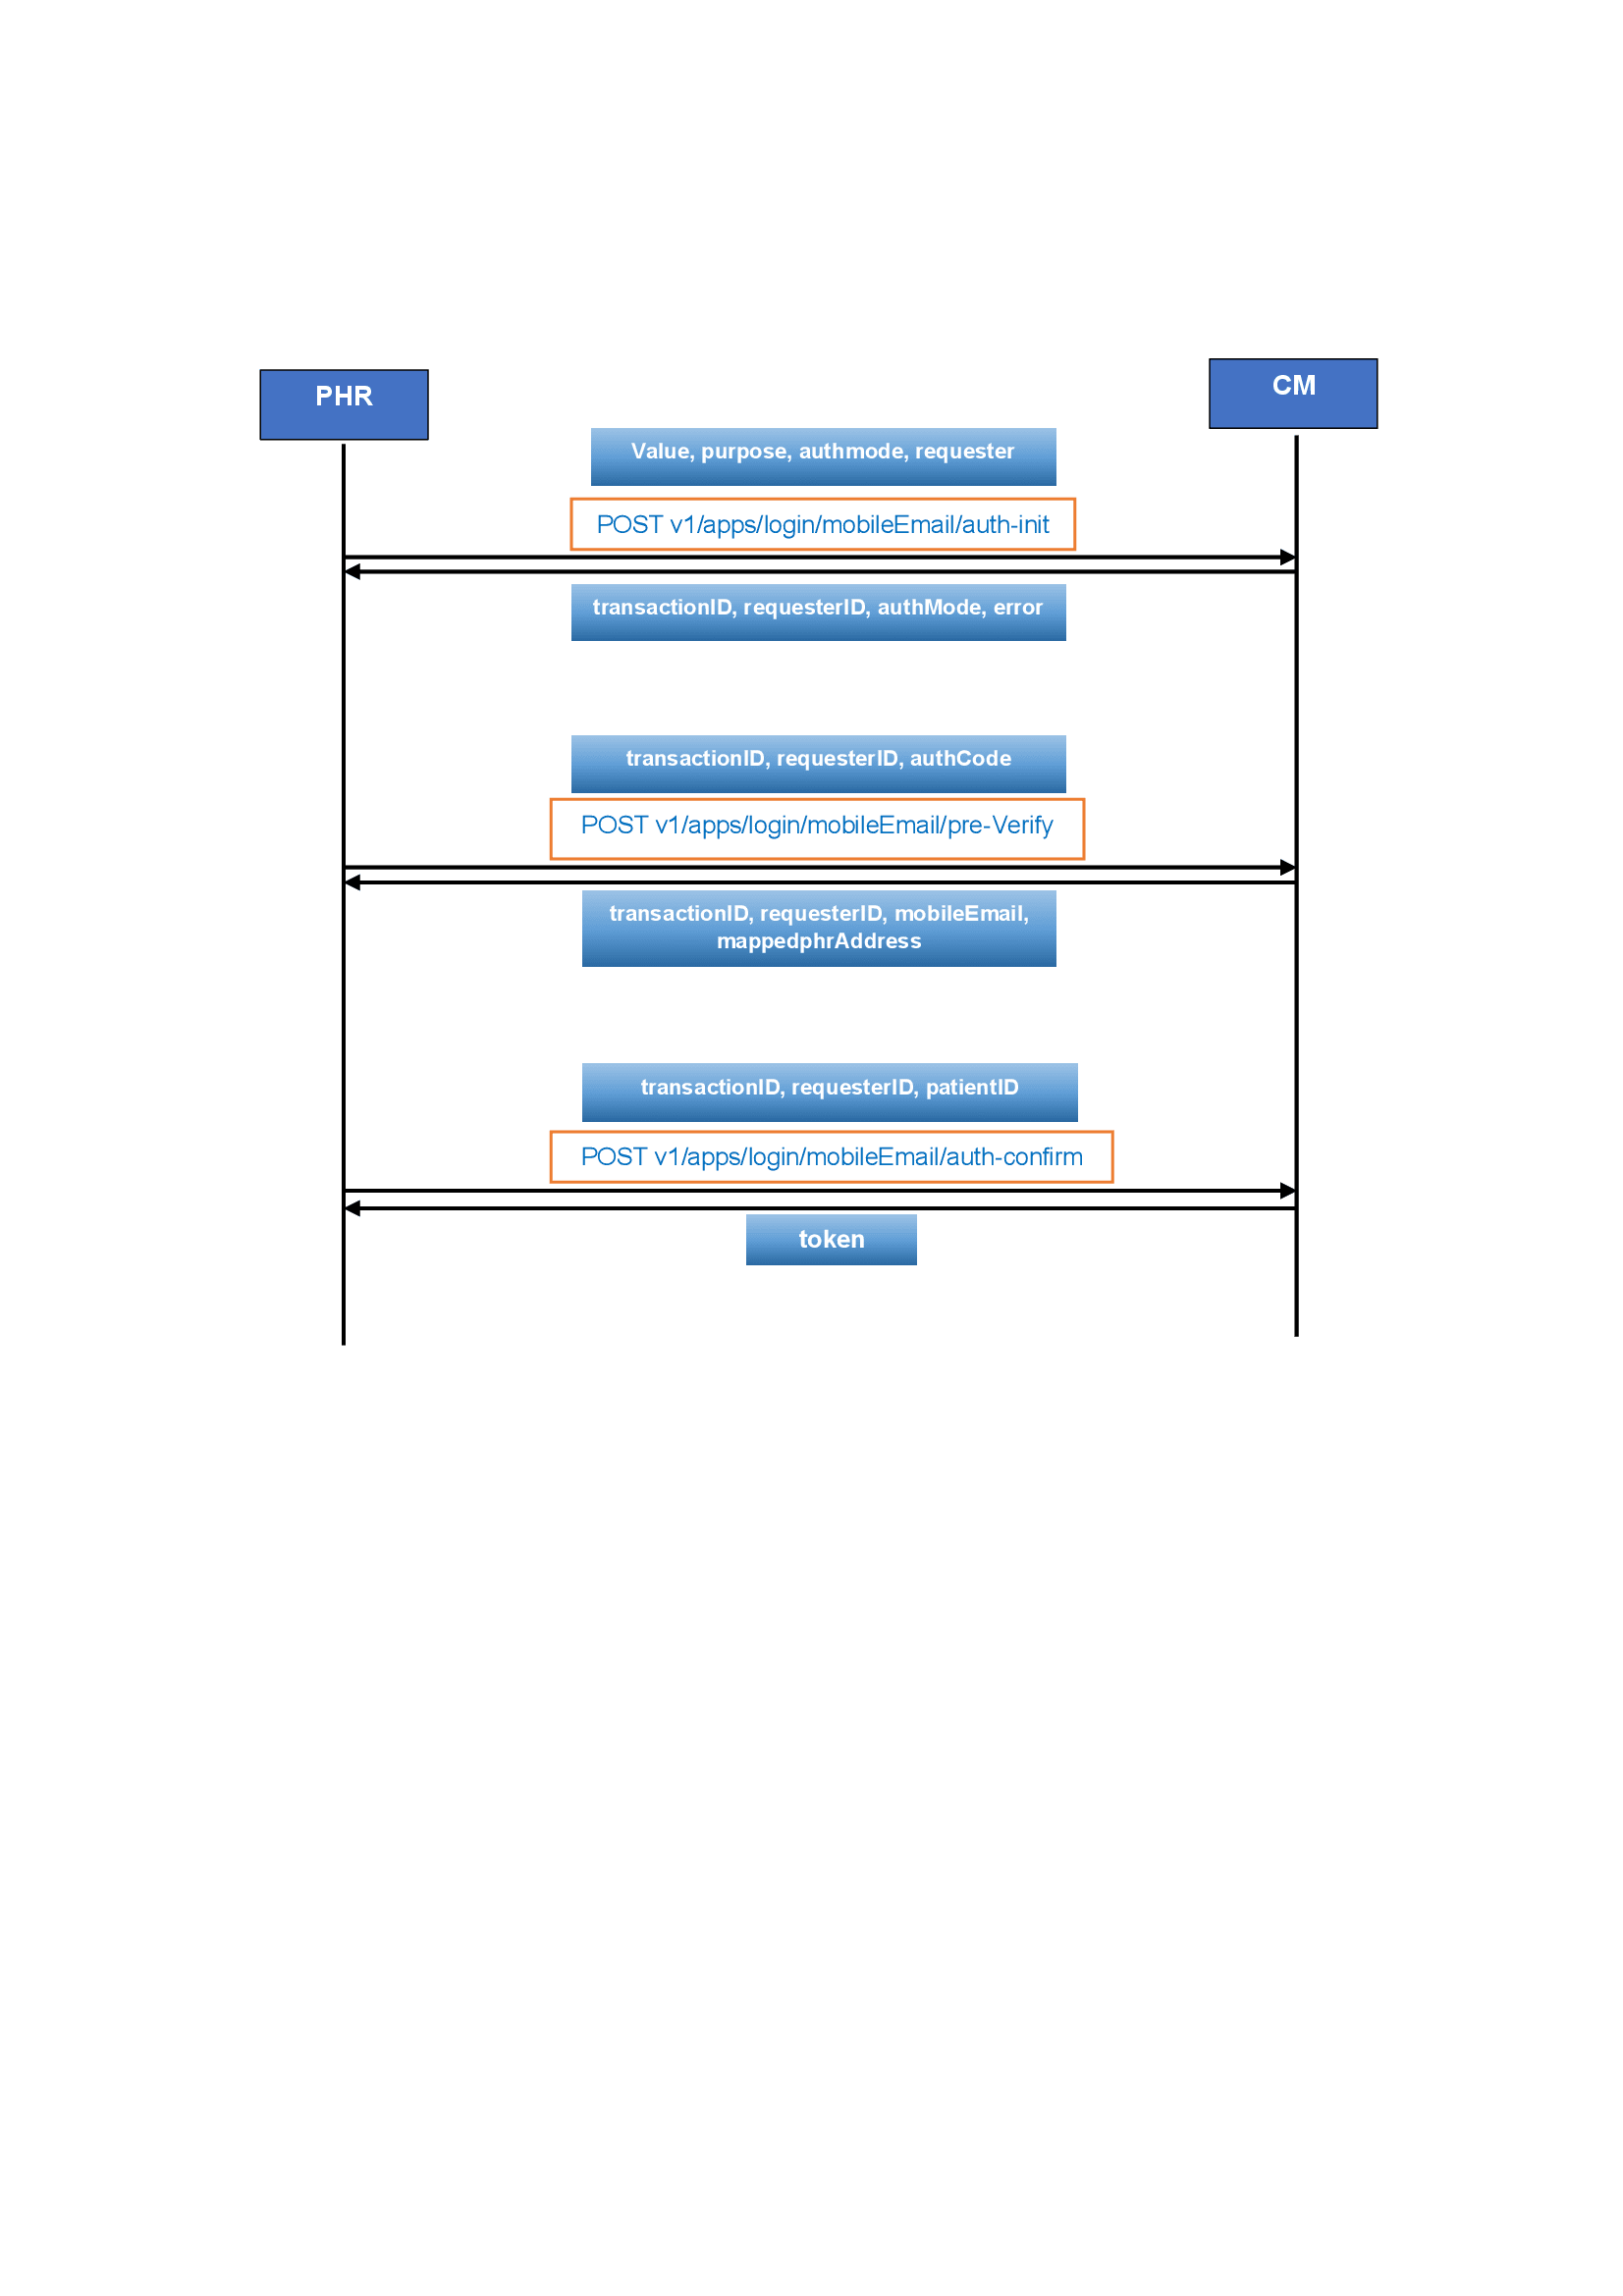 PHR
CM
Value, purpose, authmode, requester
POST v1/apps/login/mobileEmail/auth-init
transactionID, requesterID, authMode, error
transactionID, requesterID, authCode
POST v1/apps/login/mobileEmail/pre-Verify
transactionID, requesterID, mobileEmail,
mappedphrAddress
transactionID, requesterID, patientID
POST v1/apps/login/mobileEmail/auth-confirm
token